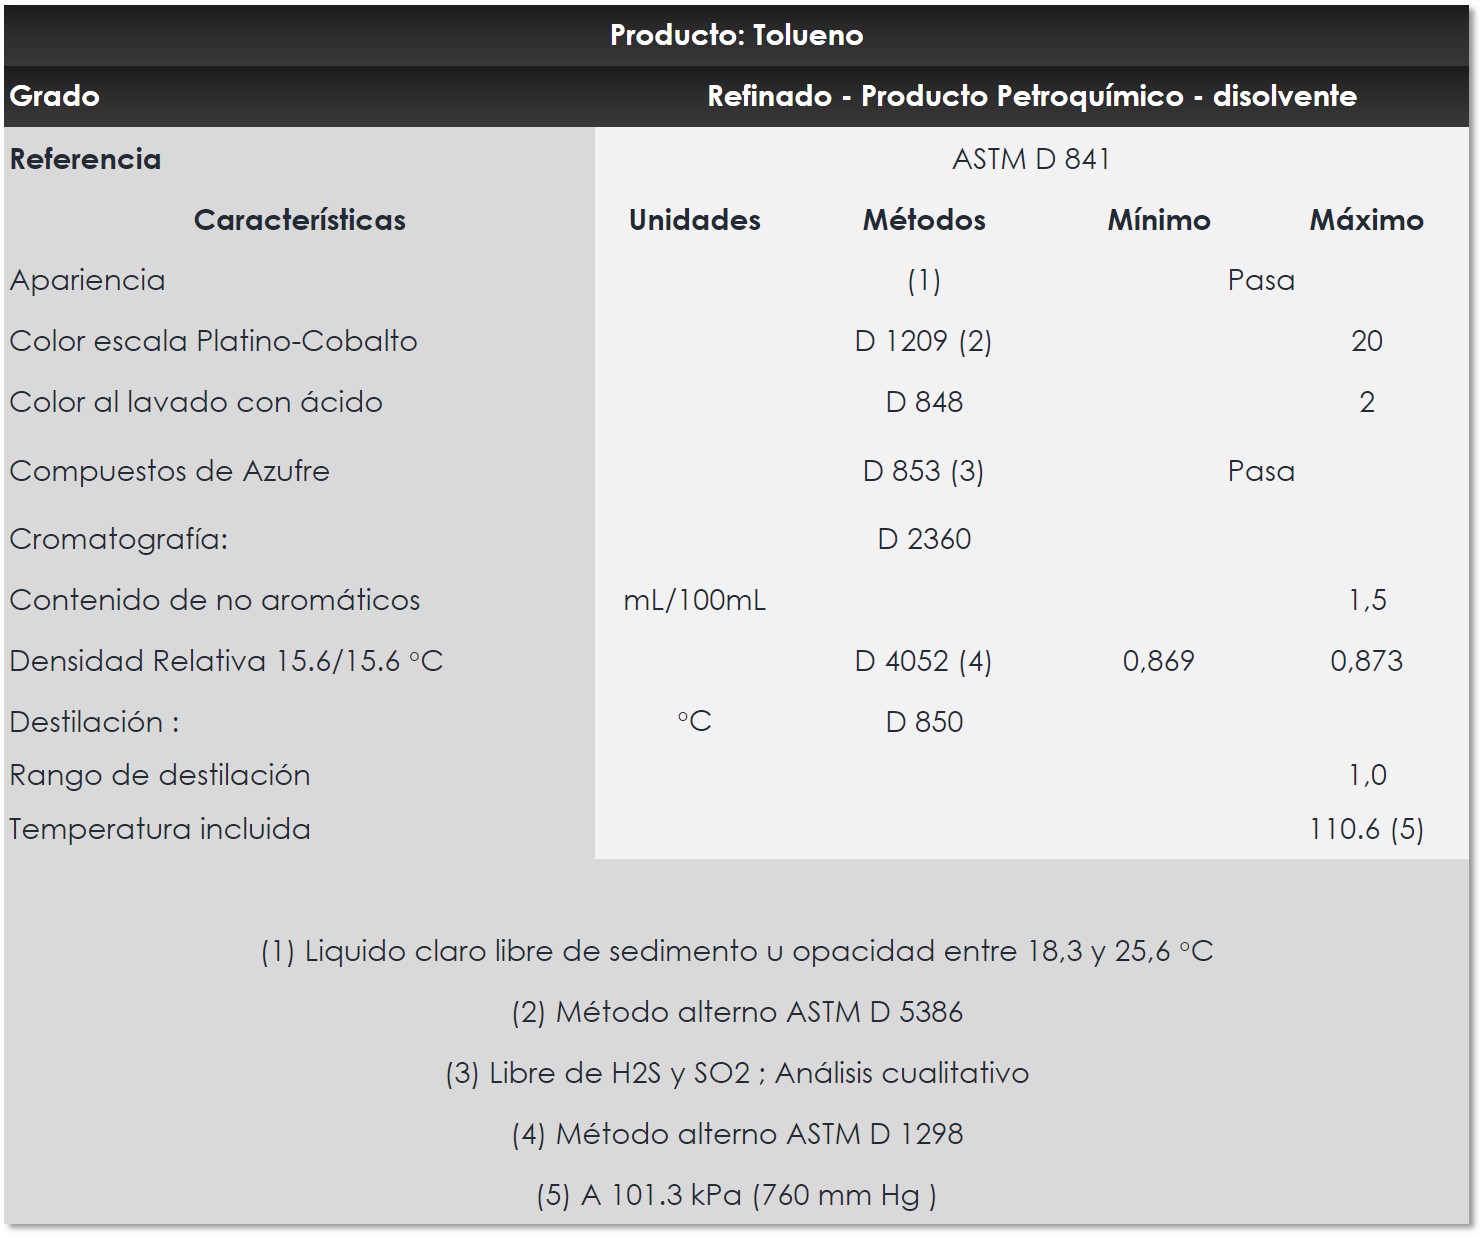 Producto: Tolueno
Grado Refinado - Producto Petroquímico - disolvente
Referencia ASTM D 841
Características Unidades Métodos Mínimo Máximo
Apariencia (1) Pasa
Color escala Platino-Cobalto D 1209 (2) 20
Color al lavado con ácido D 848 2
Compuestos de Azufre D 853 (3) Pasa
Cromatografía: D 2360
Contenido de no aromáticos mL/100mL 1,5
Densidad Relativa 15.6/15.6 °C D 4052 (4) 0,869 0,873
Destilación : °C D 850
Rango de destilación 1,0
Temperatura incluida 110.6 (5)
(1) Liquido claro libre de sedimento u opacidad entre 18,3 y 25,6 °C
(2) Método alterno ASTM D 5386
(3) Libre de H2S y SO2 ; Análisis cualitativo
(4) Método alterno ASTM D 1298
(5) A 101.3 kPa (760 mm Hg )